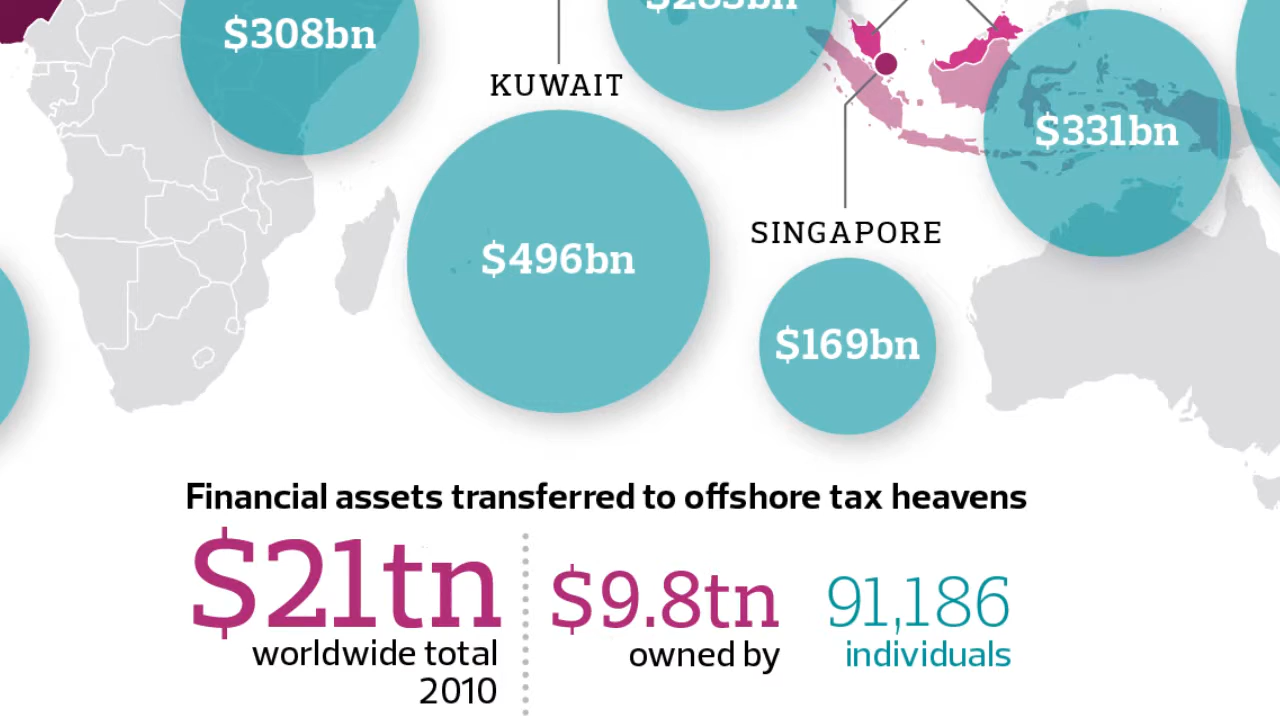 $308bn
KUWAIT
$331bn
SINGAPORE
$496bn
$169bn
Financial assets transferred to offshore tax heavens
$21tn
worldwide total
2010
$9.8tn
owned by
91,186
individuals